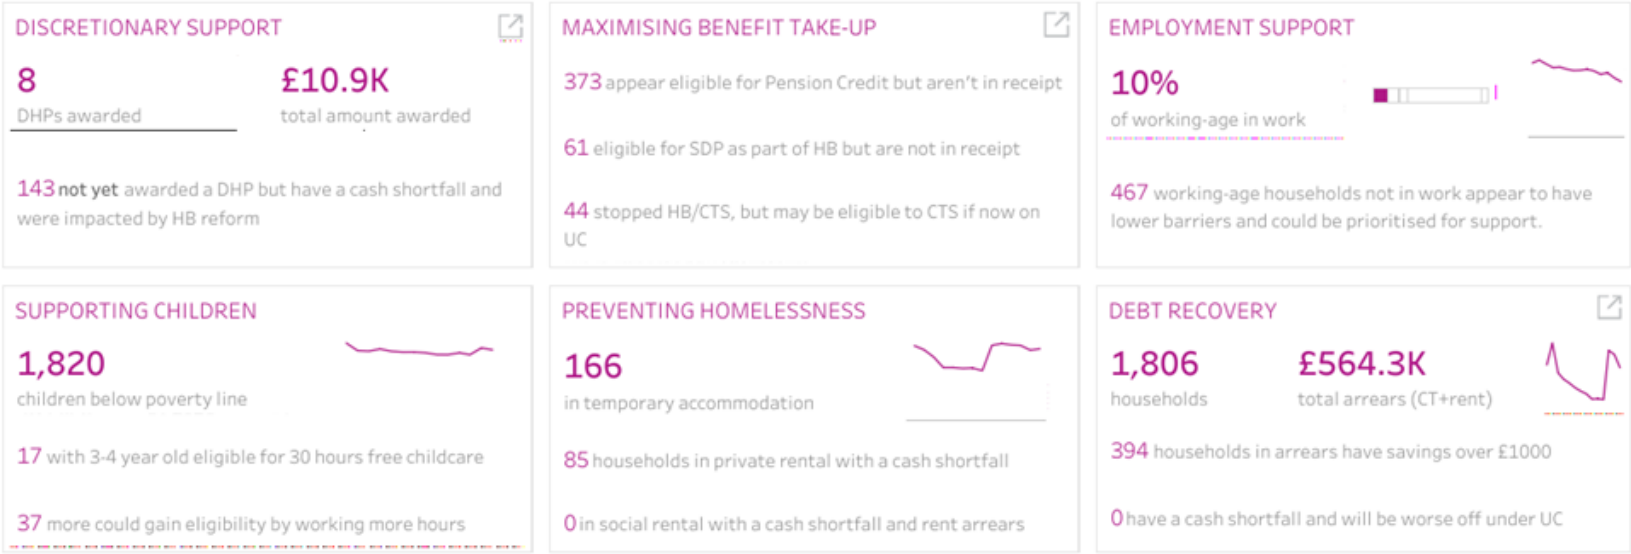 DISCRETIONARY SUPPORT
8
DHPs awarded
£10.9K
total amount awarded
143 not yet awarded a DHP but have a cash shortfall and
were impacted by HB reform
MAXIMISING BENEFIT TAKE-UP
373 appear eligible for Pension Credit but aren't in receipt
61 eligible for SDP as part of HB but are not in receipt
44 stopped HB/CTS, but may be eligible to CTS if now on
UC
EMPLOYMENT SUPPORT
10%
of working-age in work
467 working-age households not in work appear to have
lower barriers and could be prioritised for support.
SUPPORTING CHILDREN
1,820
children below poverty line
17 with 3-4 year old eligible for 30 hours free childcare
37 more could gain eligibility by working more hours
PREVENTING HOMELESSNESS
166
in temporary accommodation
85 households in private rental with a cash shortfall
0 in social rental with a cash shortfall and rent arrears
DEBT RECOVERY
1,806
households
£564.3K
total arrears (CT+rent)
394 households in arrears have savings over £1000
0 have a cash shortfall and will be worse off under UC